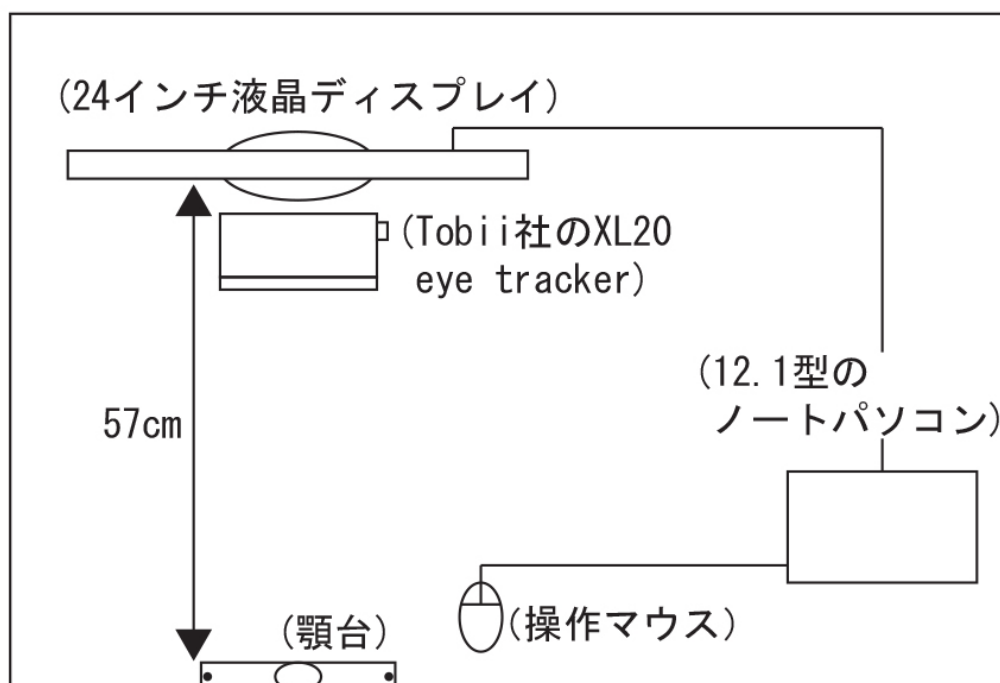 (24インチ液晶ディスプレイ)
(Tobii社のXL20
eye tracker)
(12.1型の
ノートパソコン)
57cm
(操作マウス)
(顎台)